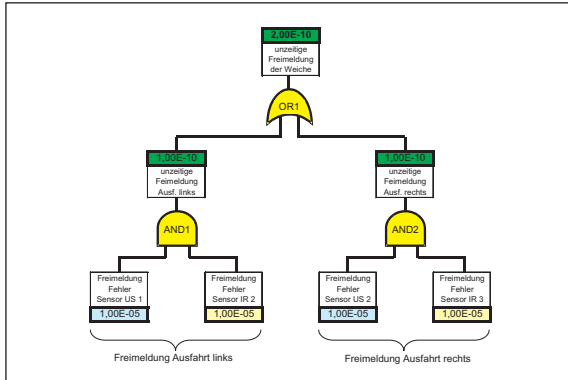 2,00E-10
unzeitige
Freimeldung
der Weiche
OR1
1,00E-10
unzeitige
Feimeldung
Ausf. links
1,00E-10
unzeitige
Feimeldung
Ausf. rechts
AND1
AND2
Freimeldung
Fehler
Sensor US 1
1,00E-05
Freimeldung
Fehler
Sensor IR 2
1,00E-05
Freimeldung
Fehler
Sensor US 2
1,00E-05
Freimeldung
Fehler
Sensor IR 3
1,00E-05
Freimeldung Ausfahrt links
Freimeldung Ausfahrt rechts